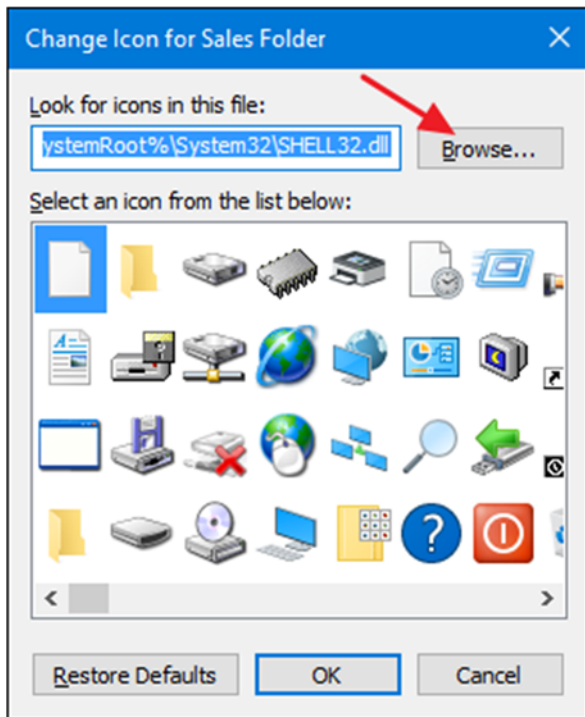 Change Icon for Sales Folder
Look for icons in this file:
ystemRoot%\System32\SHELL32.dll
Browse...
Select an icon from the list below:
Restore Defaults
OK
Cancel